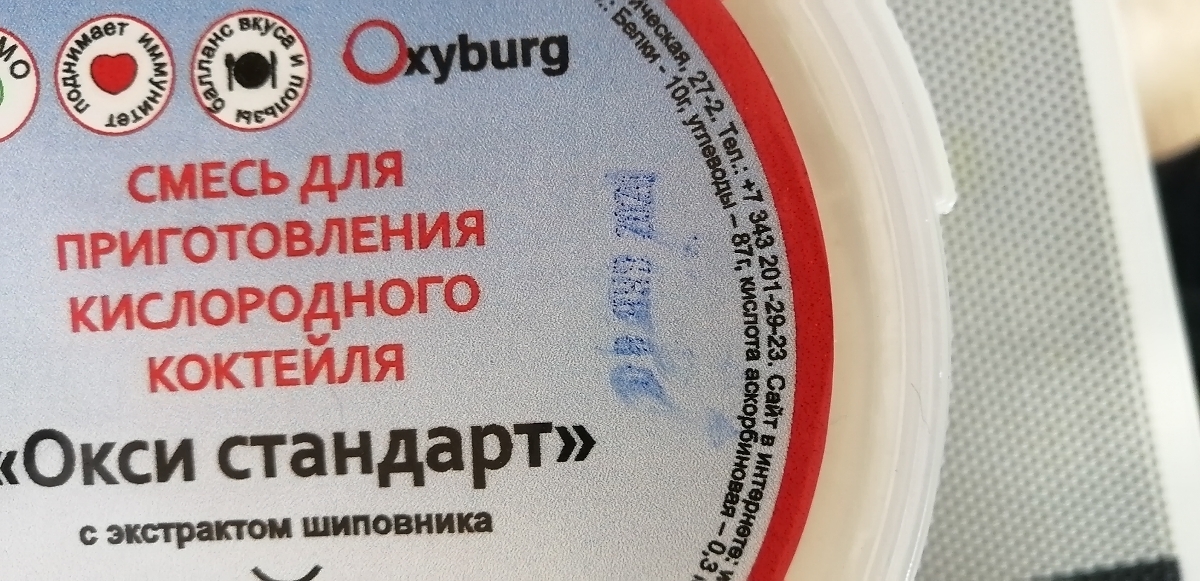 поднимает иммунитет
балланс вкуса и пользы
Oxyburg
СМЕСЬ ДЛЯ
ПРИГОТОВЛЕНИЯ
КИСЛОРОДНОГО
КОКТЕЙЛЯ
«Окси стандарт»
с экстрактом шиповника
27-2. Тел.: +7 343 201-29-23. Сайт в интернете:
Белки - 10г, углеводы – 87г, кислота аскорбиновая – 0,3